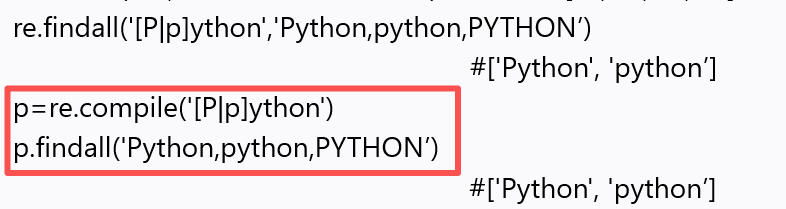 re.findall('[P|p]ython','Python,python,PYTHON’)
#['Python', 'python’]
p=re.compile('[P|p]ython')
p.findall('Python,python,PYTHON’)
#['Python', 'python’]